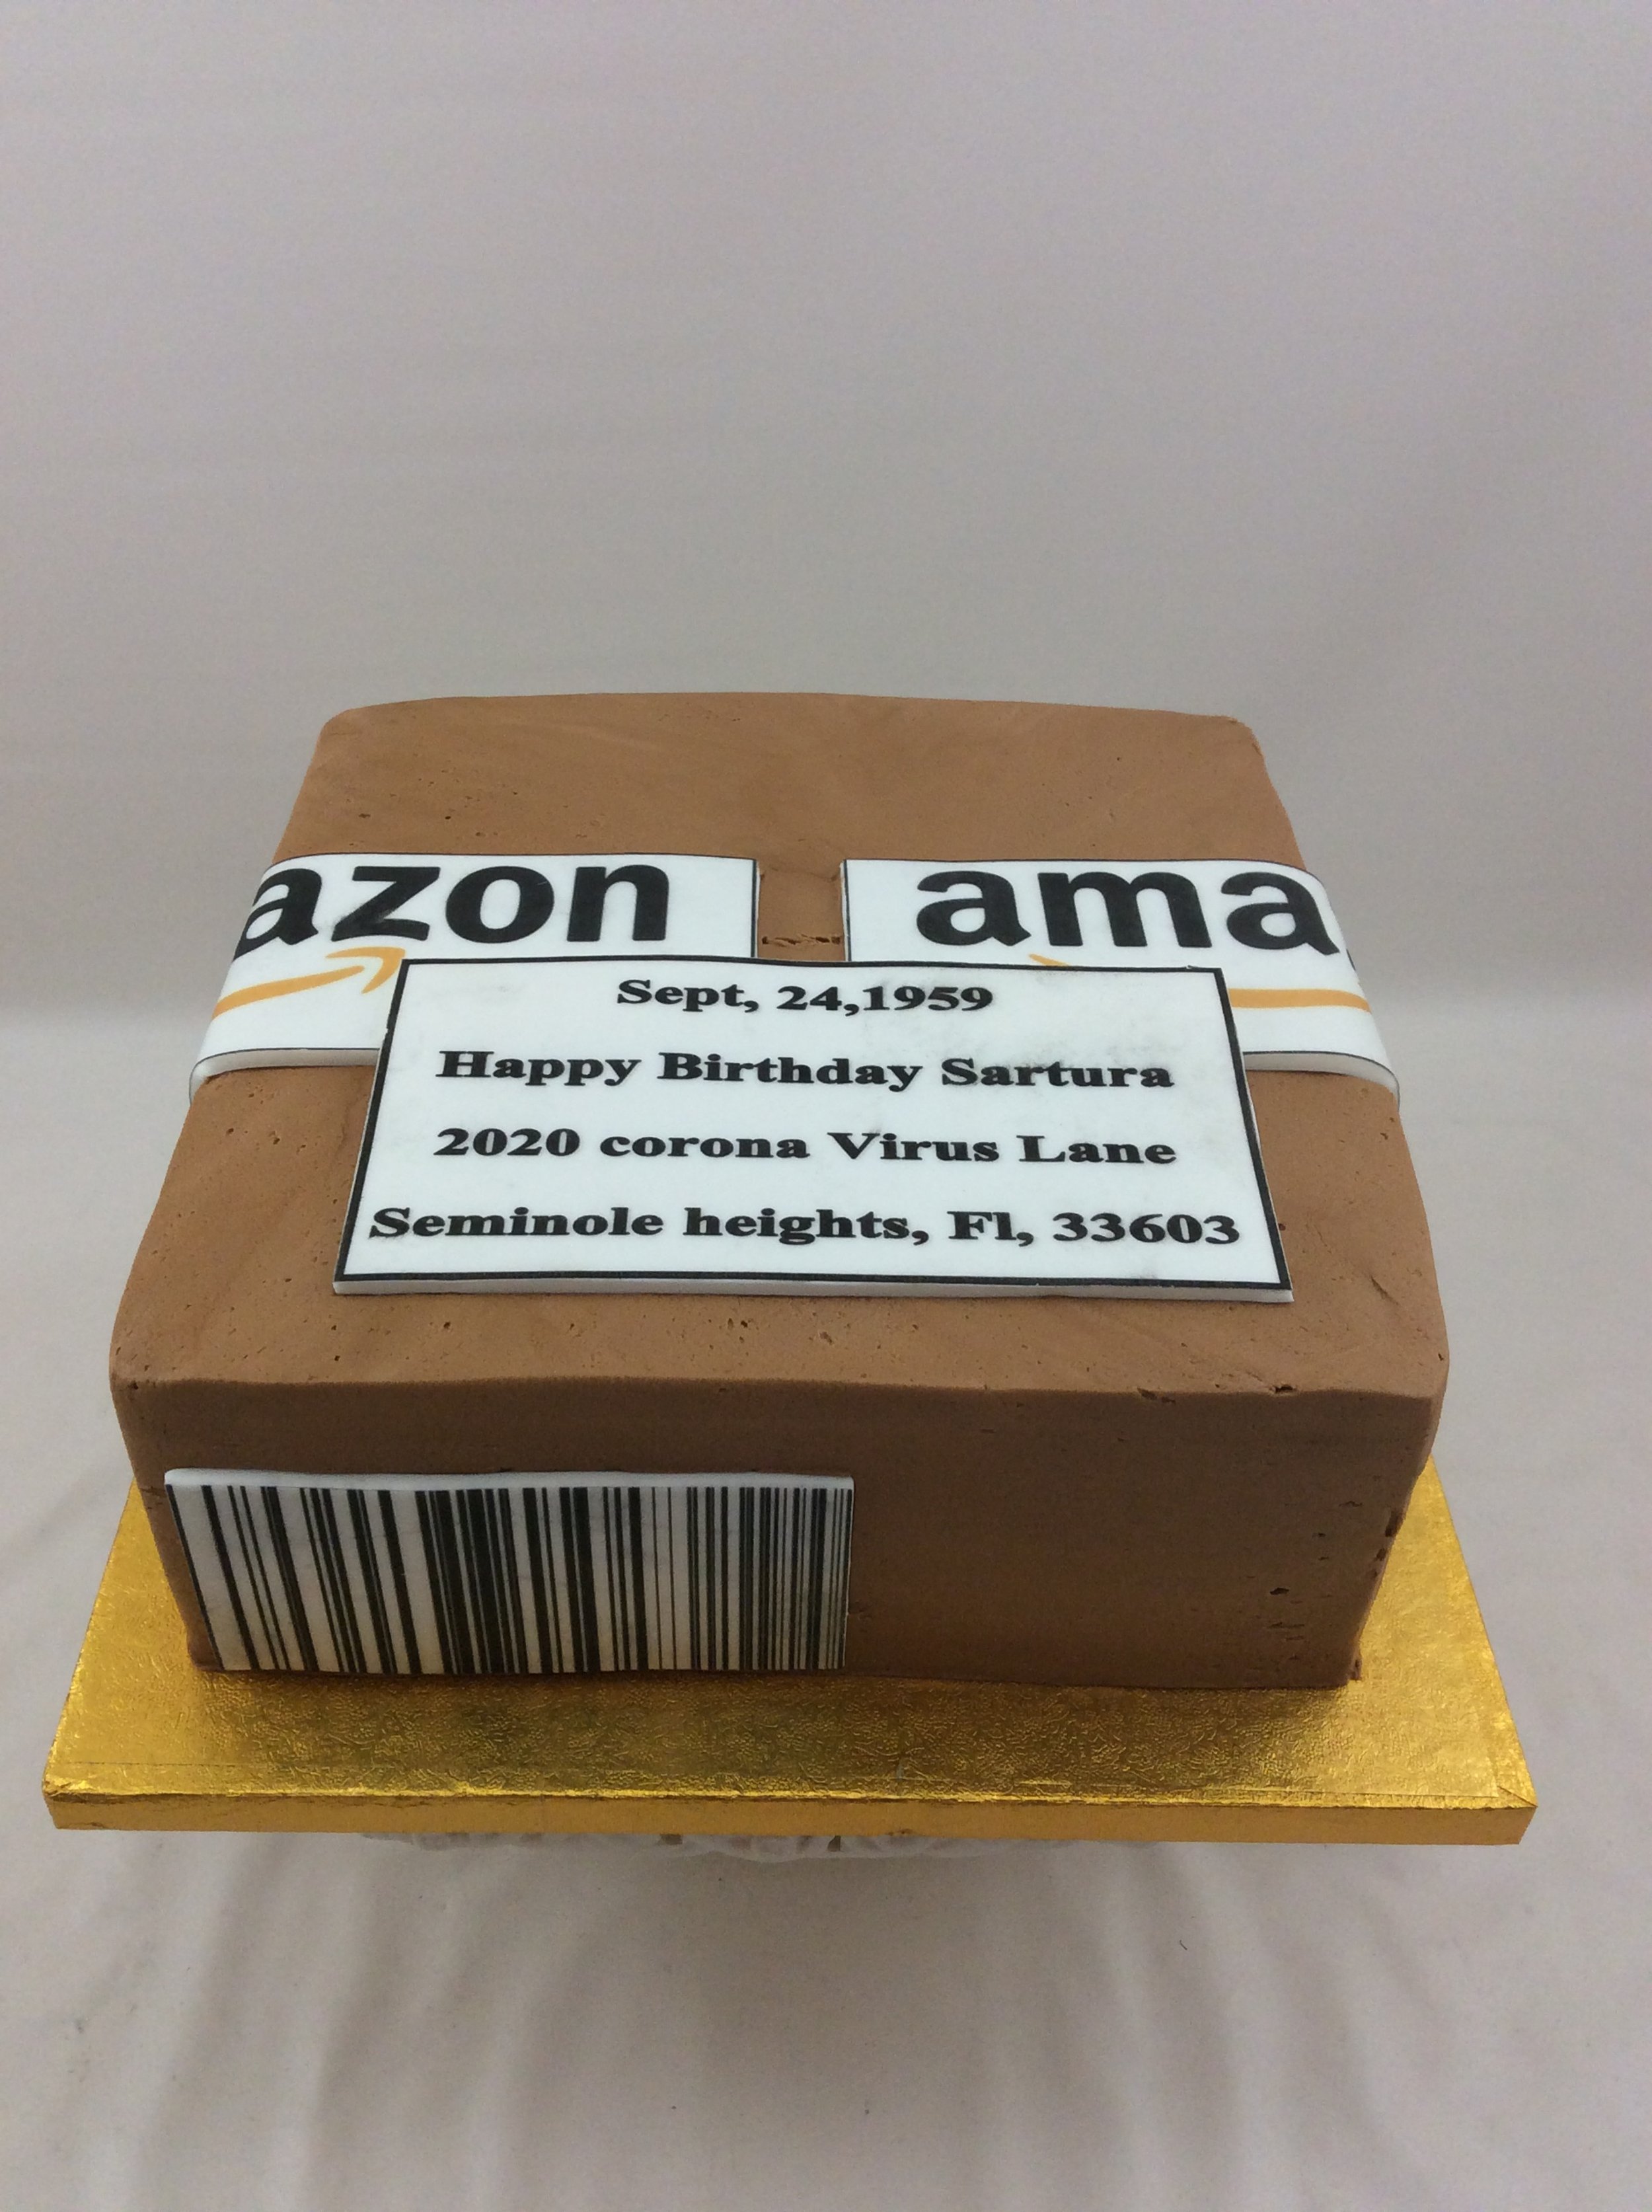 azon ama
Sept, 24,1959
Happy Birthday Sartura
2020 corona Virus Lane
Seminole heights, Fl, 33603